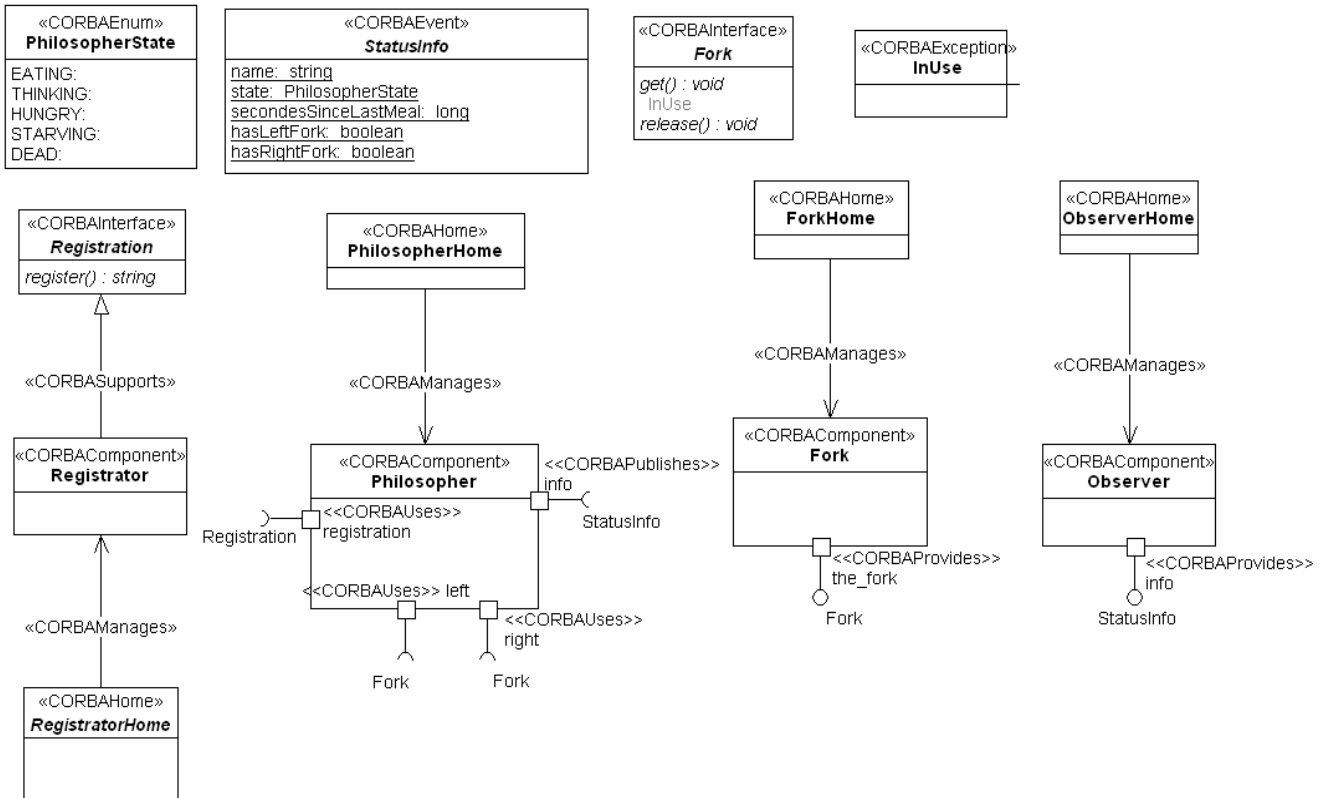 «CORBAEnum»
PhilosopherState
EATING:
THINKING:
HUNGRY:
STARVING:
DEAD:
«CORBAEvent»
StatusInfo
name: string
state: PhilosopherState
secondesSinceLastMeal: long
hasLeftFork: boolean
hasRightFork: boolean
«CORBAInterface»
Fork
get() : void
InUse
release() : void
«CORBAException»
InUse
«CORBAInterface»
Registration
register() : string
«CORBASupports»
«CORBAComponent»
Registrator
«CORBAManages»
«CORBAHome»
RegistratorHome
«CORBAHome»
PhilosopherHome
«CORBAManages»
«CORBAComponent»
Philosopher
<<CORBAPublishes>>
info
StatusInfo
<<CORBAUses>>
registration
Registration
<<CORBAUses>> left
<<CORBAUses>>
right
Fork
Fork
«CORBAHome»
ForkHome
«CORBAManages»
«CORBAComponent»
Fork
<<CORBAProvides>>
the_fork
Fork
«CORBAHome»
ObserverHome
«CORBAManages»
«CORBAComponent»
Observer
<<CORBAProvides>>
info
StatusInfo